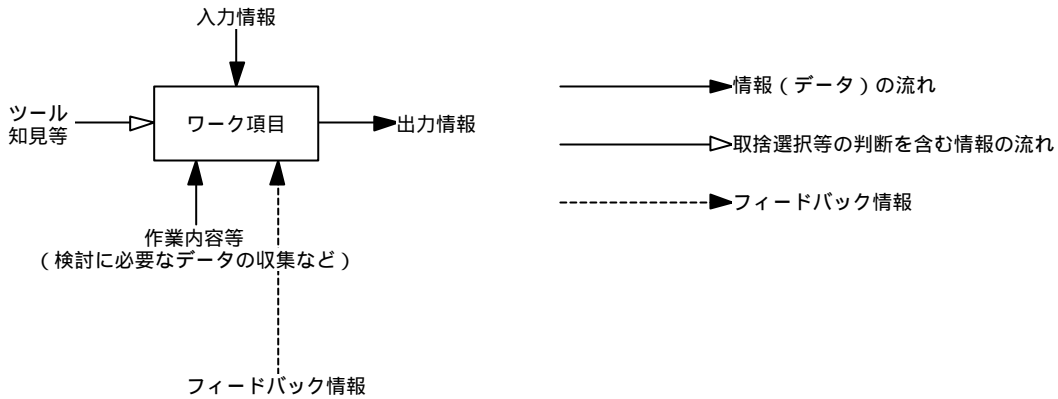 入力情報
情報(データ)の流れ
ツール
知見等
ワーク項目
出力情報
取捨選択等の判断を含む情報の流れ
フィードバック情報
作業内容等
(検討に必要なデータの収集など)
フィードバック情報